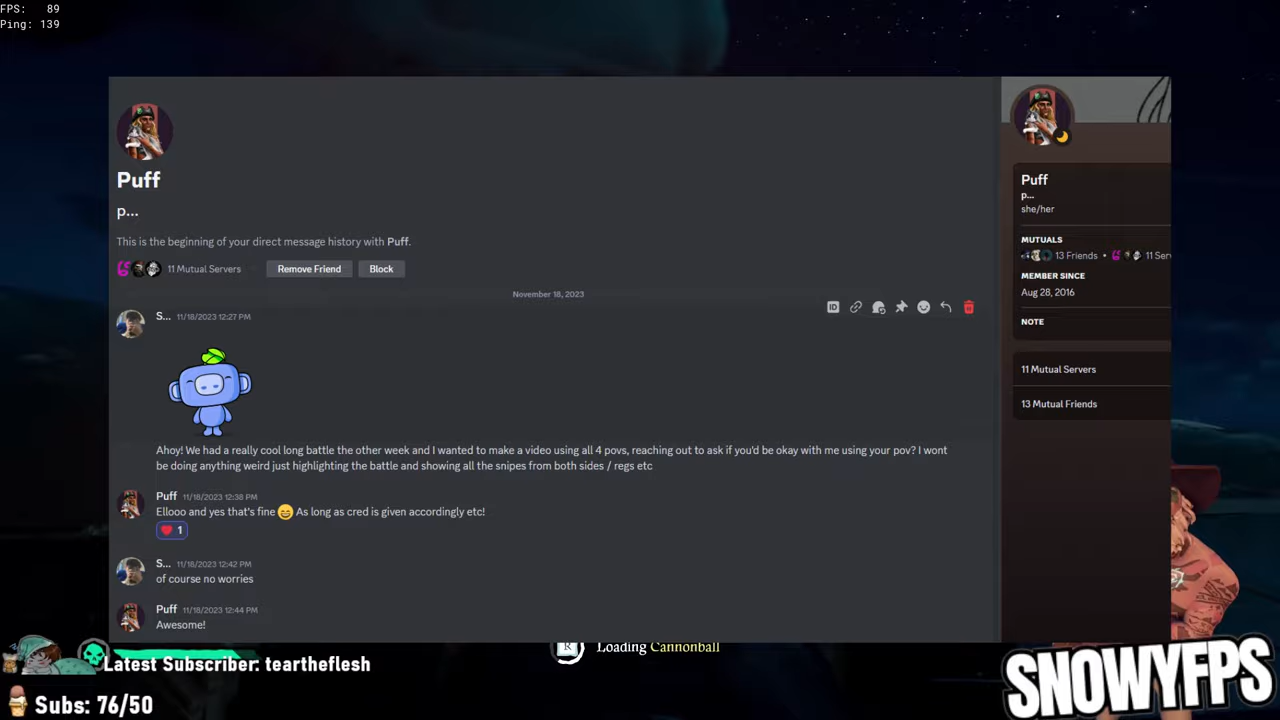 FPS: 89
Ping: 139
Puff
p...
This is the beginning of your direct message history with Puff.
11 Mutual Servers Remove Friend Block
November 18, 2023
S... 11/18/2023 12:27 PM
ID
Ahoy! We had a really cool long battle the other week and I wanted to make a video using all 4 povs, reaching out to ask if you'd be okay with me using your pov? I wont
be doing anything weird just highlighting the battle and showing all the snipes from both sides / regs etc
Puff 11/18/2023 12:38 PM
Ellooo and yes that's fine 😄 As long as cred is given accordingly etc!
❤️ 1
S... 11/18/2023 12:42 PM
of course no worries
Puff 11/18/2023 12:44 PM
Awesome!
Puff
p...
she/her
MUTUALS
13 Friends • 11 Serv
MEMBER SINCE
Aug 28, 2016
NOTE
11 Mutual Servers
13 Mutual Friends
R Loading Cannonball
Latest Subscriber: teartheflesh
Subs: 76/50
SNOWYFPS